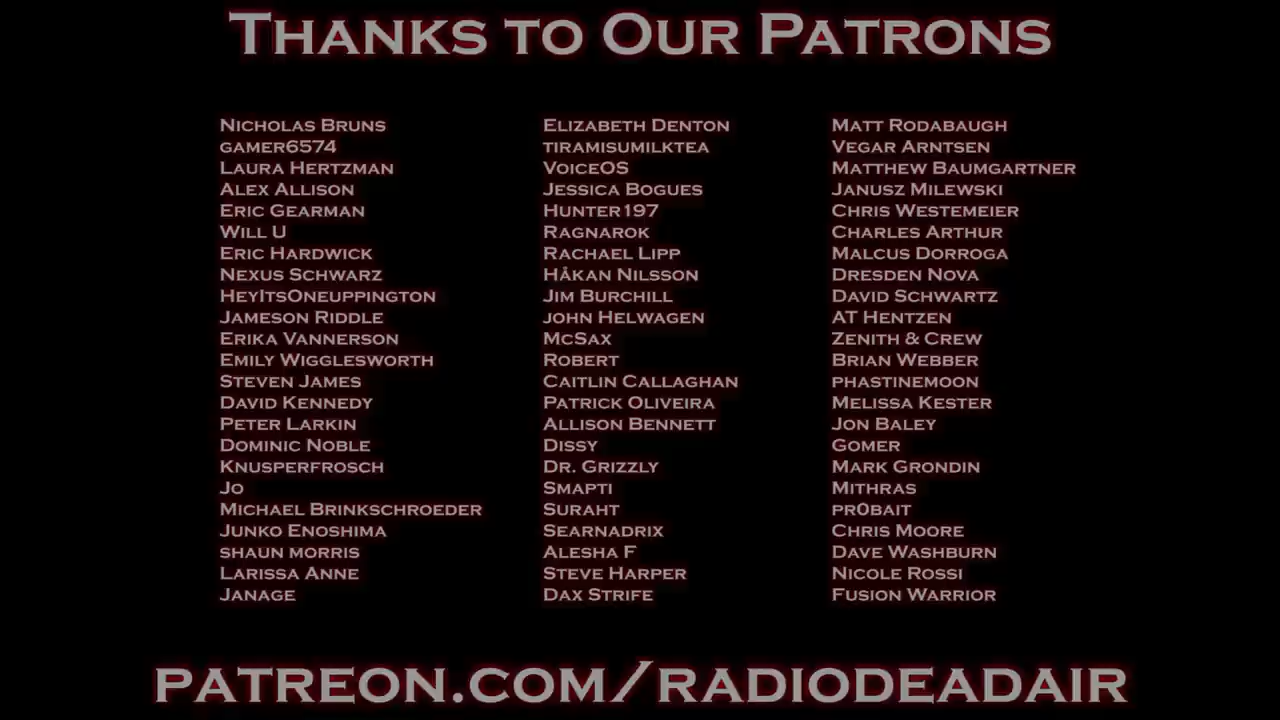 Thanks to Our Patrons
Nicholas Bruns
gamer6574
Laura Hertzman
Alex Allison
Eric Gearman
Will U
Eric Hardwick
Nexus Schwarz
HeyItsOneuppington
Jameson Riddle
Erika Vannerson
Emily Wigglesworth
Steven James
David Kennedy
Peter Larkin
Dominic Noble
Knusperfrosch
Jo
Michael Brinkschroeder
Junko Enoshima
shaun morris
Larissa Anne
Janage
Elizabeth Denton
tiramisumilktea
VoiceOS
Jessica Bogues
Hunter197
Ragnarok
Rachael Lipp
Håkan Nilsson
Jim Burchill
john Helwagen
McSax
Robert
Caitlin Callaghan
Patrick Oliveira
Allison Bennett
Dissy
Dr. Grizzly
Smapti
Suraht
Searnadrix
Alesha F
Steve Harper
Dax Strife
Matt Rodabaugh
Vegar Arntsen
Matthew Baumgartner
Janusz Milewski
Chris Westemeier
Charles Arthur
Malcus Dorroga
Dresden Nova
David Schwartz
AT Hentzen
Zenith & Crew
Brian Webber
phastinemoon
Melissa Kester
Jon Baley
Gomer
Mark Grondin
Mithras
pr0bait
Chris Moore
Dave Washburn
Nicole Rossi
Fusion Warrior
patreon.com/radiodeadair